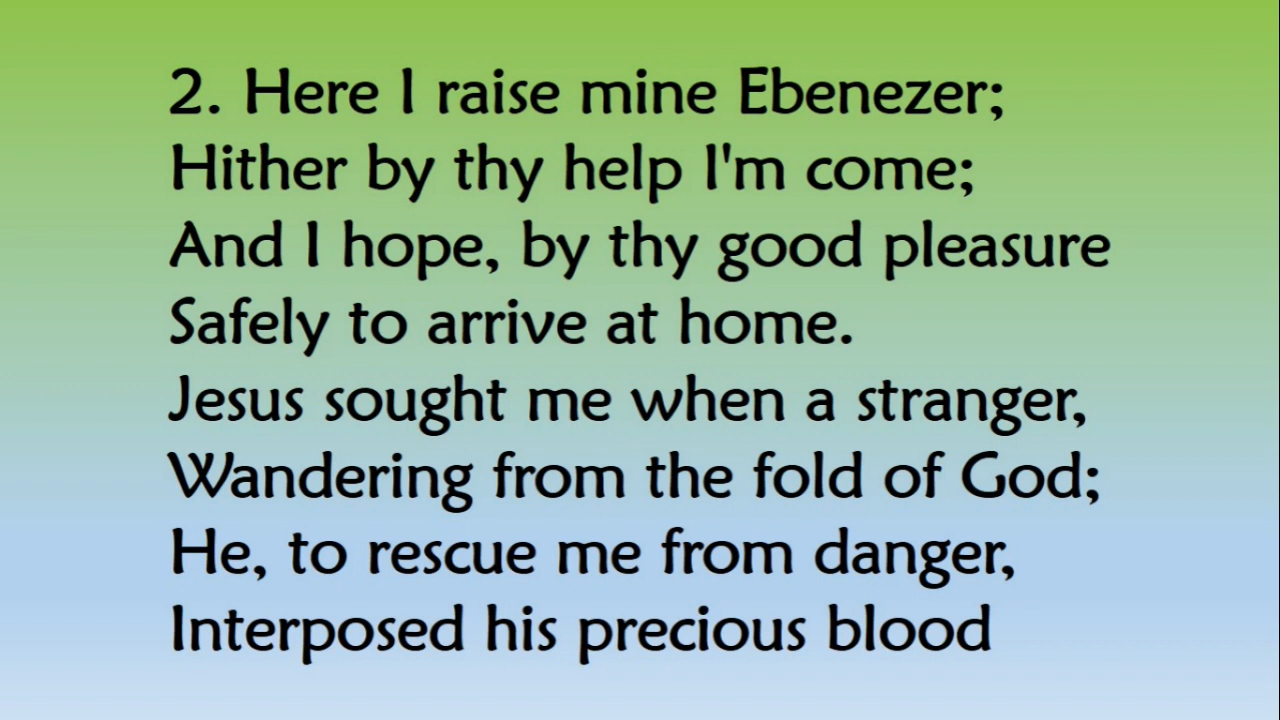 2. Here I raise mine Ebenezer;
Hither by thy help I'm come;
And I hope, by thy good pleasure
Safely to arrive at home.
Jesus sought me when a stranger,
Wandering from the fold of God;
He, to rescue me from danger,
Interposed his precious blood